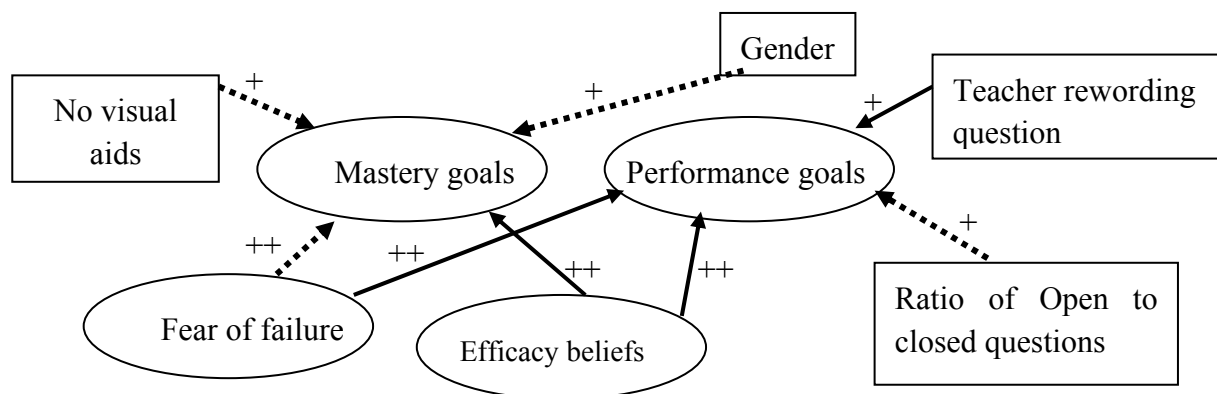 Gender
+
+
+
No visual
aids
Teacher rewording
question
Mastery goals
Performance goals
++
++
++
++
+
Fear of failure
Efficacy beliefs
Ratio of Open to
closed questions